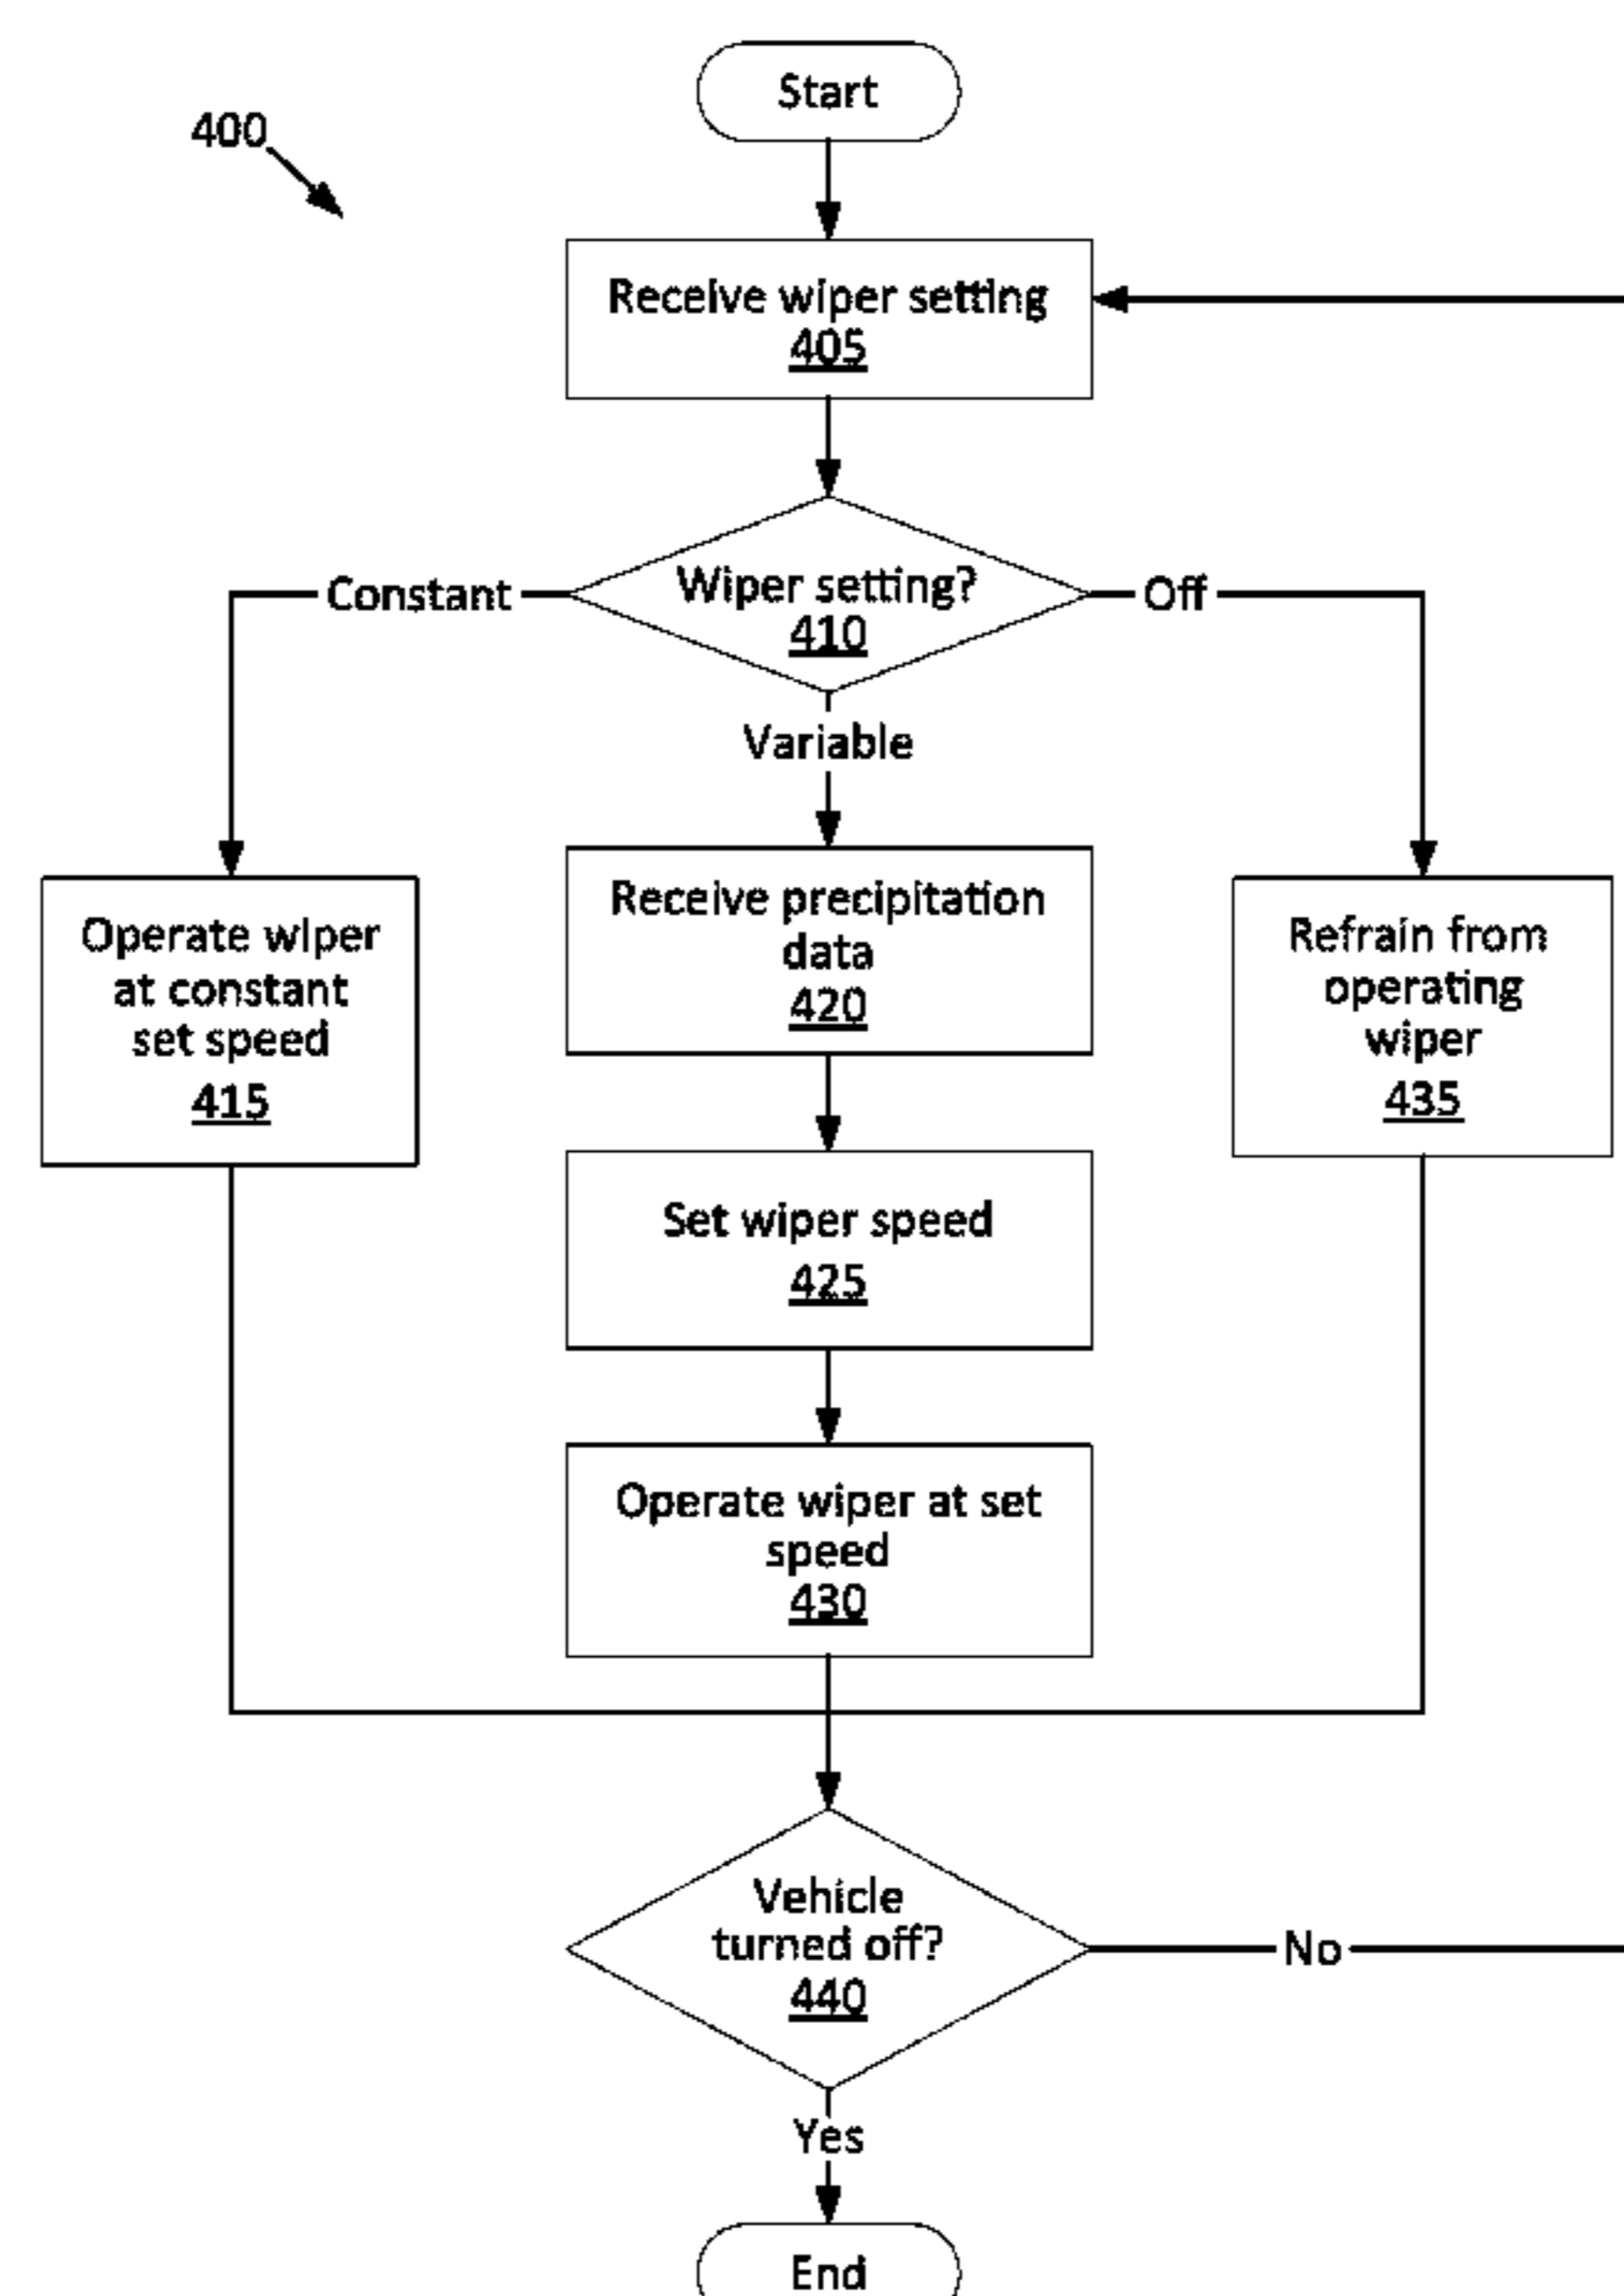 Start
400
Receive wiper setting
405
Wiper setting?
410
Constant
Off
Variable
Operate wiper
at constant
set speed
415
Receive precipitation
data
420
Refrain from
operating
wiper
435
Set wiper speed
425
Operate wiper at set
speed
430
Vehicle
turned off?
440
No
Yes
End